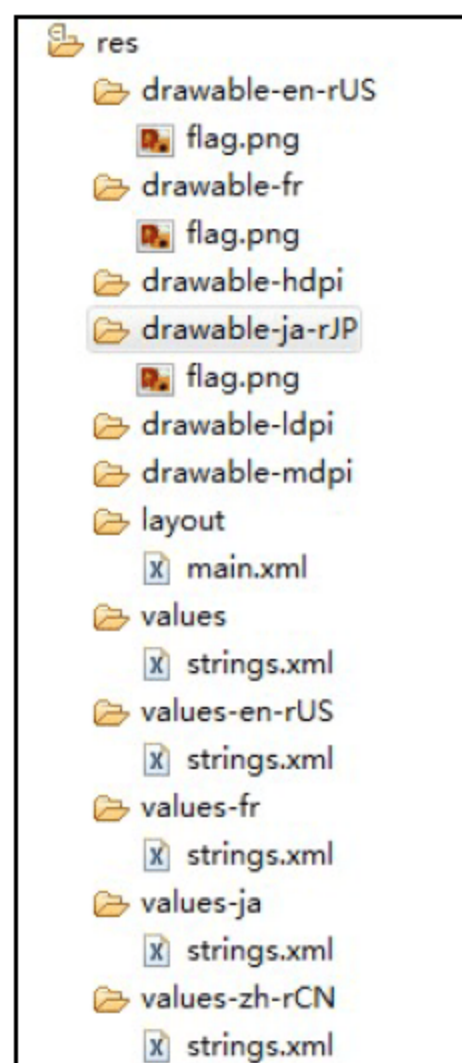 res
drawable-en-rUS
flag.png
drawable-fr
flag.png
drawable-hdpi
drawable-ja-rJP
flag.png
drawable-ldpi
drawable-mdpi
layout
main.xml
values
strings.xml
values-en-rUS
strings.xml
values-fr
strings.xml
values-ja
strings.xml
values-zh-rCN
strings.xml